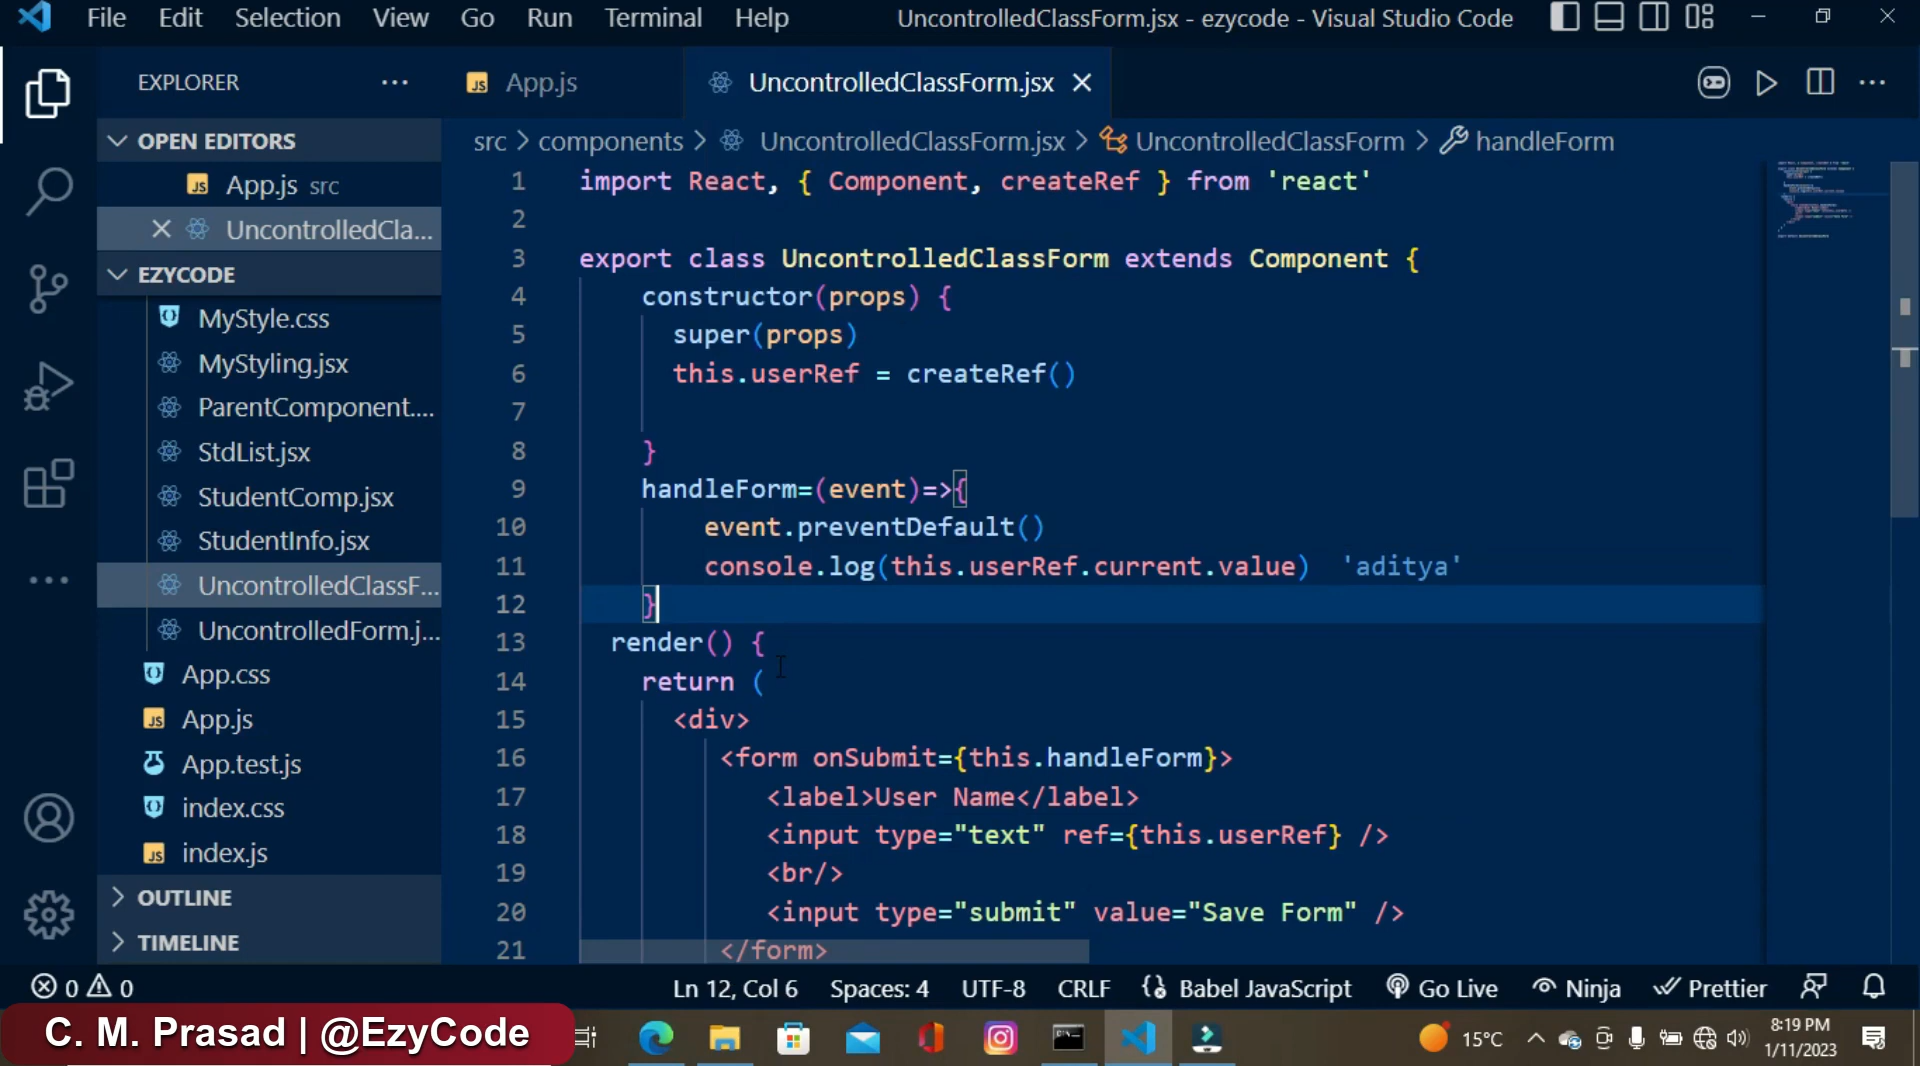 File Edit Selection View Go Run Terminal Help UncontrolledClassForm.jsx - ezycode - Visual Studio Code
EXPLORER
App.js
UncontrolledClassForm.jsx
OPEN EDITORS
App.js src
UncontrolledCla...
EZYCODE
MyStyle.css
MyStyling.jsx
ParentComponent....
StdList.jsx
StudentComp.jsx
StudentInfo.jsx
UncontrolledClassF...
UncontrolledForm.j...
App.css
App.js
App.test.js
index.css
index.js
OUTLINE
TIMELINE
src > components > UncontrolledClassForm.jsx > UncontrolledClassForm > handleForm
1 import React, { Component, createRef } from 'react'
2
3 export class UncontrolledClassForm extends Component {
4 constructor(props) {
5 super(props)
6 this.userRef = createRef()
7
8 }
9 handleForm=(event)=>{
10 event.preventDefault()
11 console.log(this.userRef.current.value) 'aditya'
12 }
13 render() {
14 return (
15 <div>
16 <form onSubmit={this.handleForm}>
17 <label>User Name</label>
18 <input type="text" ref={this.userRef} />
19 <br/>
20 <input type="submit" value="Save Form" />
21 </form>
0 0 Ln 12, Col 6 Spaces: 4 UTF-8 CRLF Babel JavaScript Go Live Ninja Prettier
C. M. Prasad | @EzyCode
15°C
8:19 PM
1/11/2023